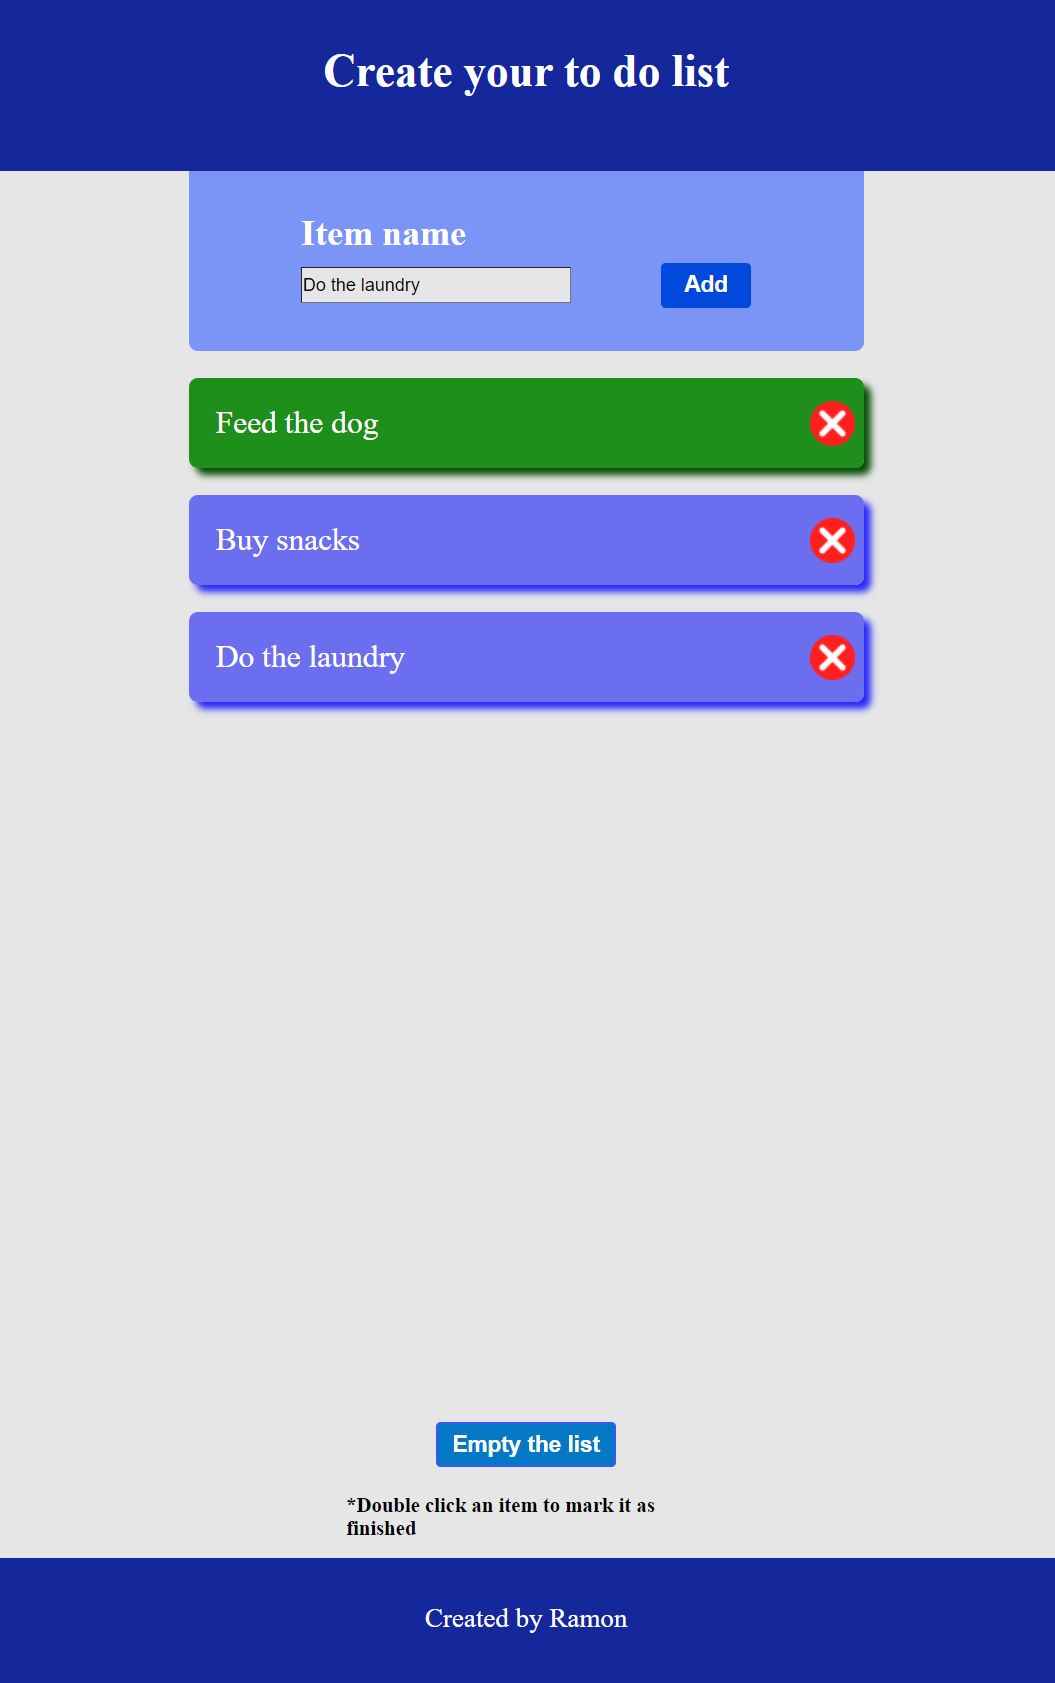 Create your to do list
Item name
Do the laundry
Add
Feed the dog
Buy snacks
Do the laundry
Empty the list
*Double click an item to mark it as
finished
Created by Ramon